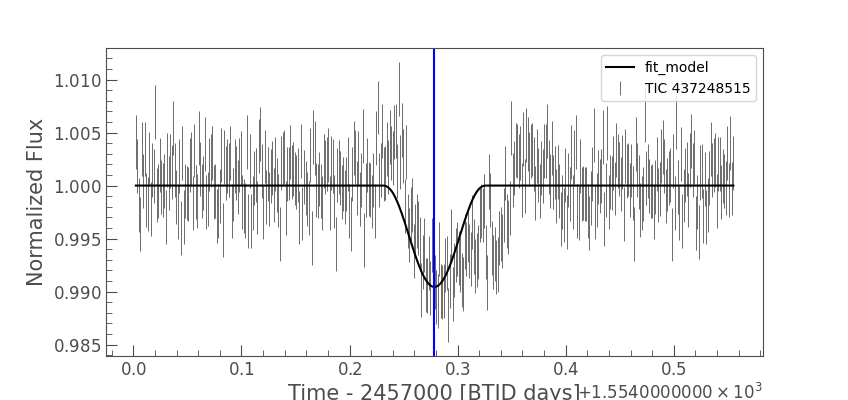 fit_model
TIC 437248515
1.010
1.005
1.000
0.995
0.990
0.985
Normalized Flux
0.0 0.1 0.2 0.3 0.4 0.5
Time - 2457000 [BTJD days]
+1.5540000000 × 10³